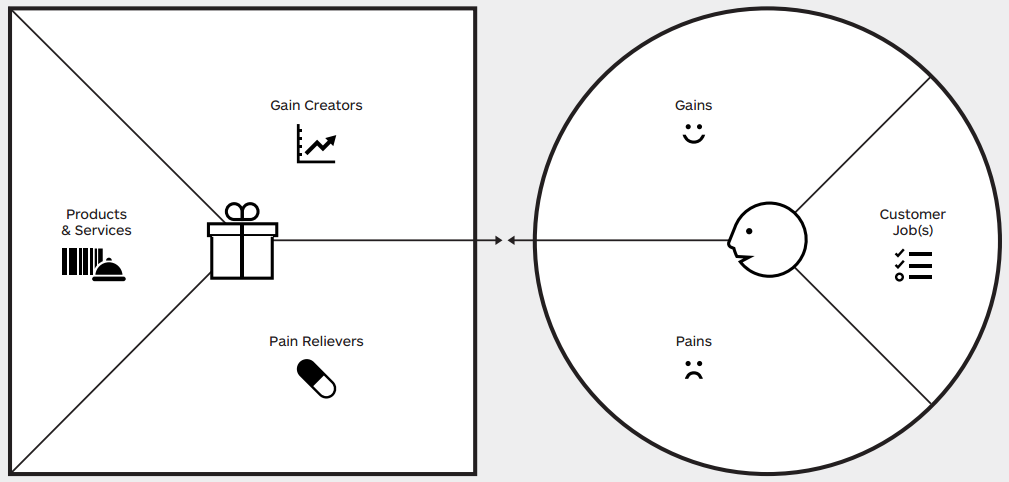 Gain Creators
Products
& Services
Pain Relievers
Gains
Customer
Job(s)
Pains